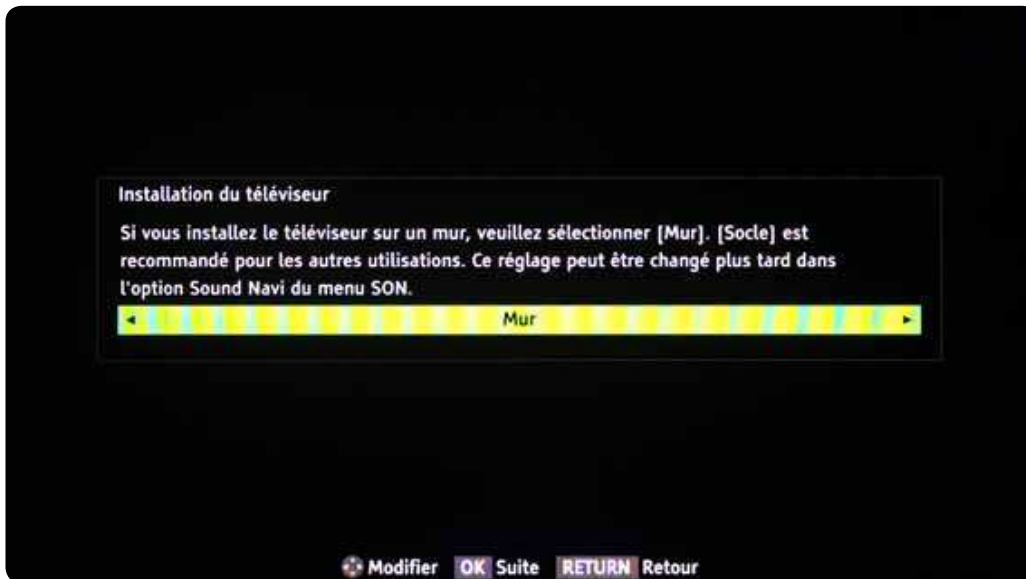 Installation du téléviseur
Si vous installez le téléviseur sur un mur, veuillez sélectionner [Mur]. [Socle] est
recommandé pour les autres utilisations. Ce réglage peut être changé plus tard dans
l'option Sound Navi du menu SON.
Mur
Modifier OK Suite RETURN Retour